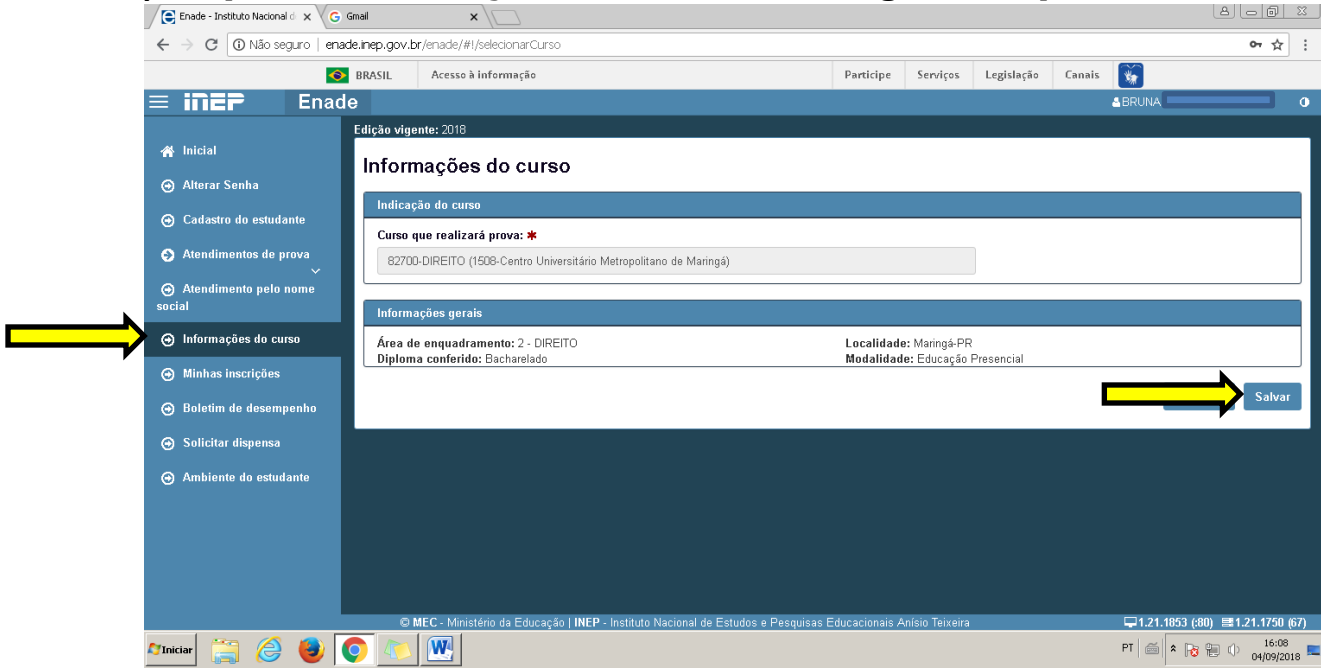 Enade - Instituto Nacional d
Gmail
Não seguro | enade.inep.gov.br/enade/#!/selecionarCurso
BRASIL Acesso à informação Participe Serviços Legislação Canais
inep Enade BRUNA
Edição vigente: 2018
Inicial
Alterar Senha
Cadastro do estudante
Atendimentos de prova
Atendimento pelo nome
social
Informações do curso
Minhas inscrições
Boletim de desempenho
Solicitar dispensa
Ambiente do estudante
Informações do curso
Indicação do curso
Curso que realizará prova: ✱
82700-DIREITO (1508-Centro Universitário Metropolitano de Maringá)
Informações gerais
Área de enquadramento: 2 - DIREITO Localidade: Maringá-PR
Diploma conferido: Bacharelado Modalidade: Educação Presencial
Salvar
© MEC - Ministério da Educação | INEP - Instituto Nacional de Estudos e Pesquisas Educacionais Anísio Teixeira 1.21.1853 (:80) 1.21.1750 (67)
Iniciar PT 16:08
04/09/2018